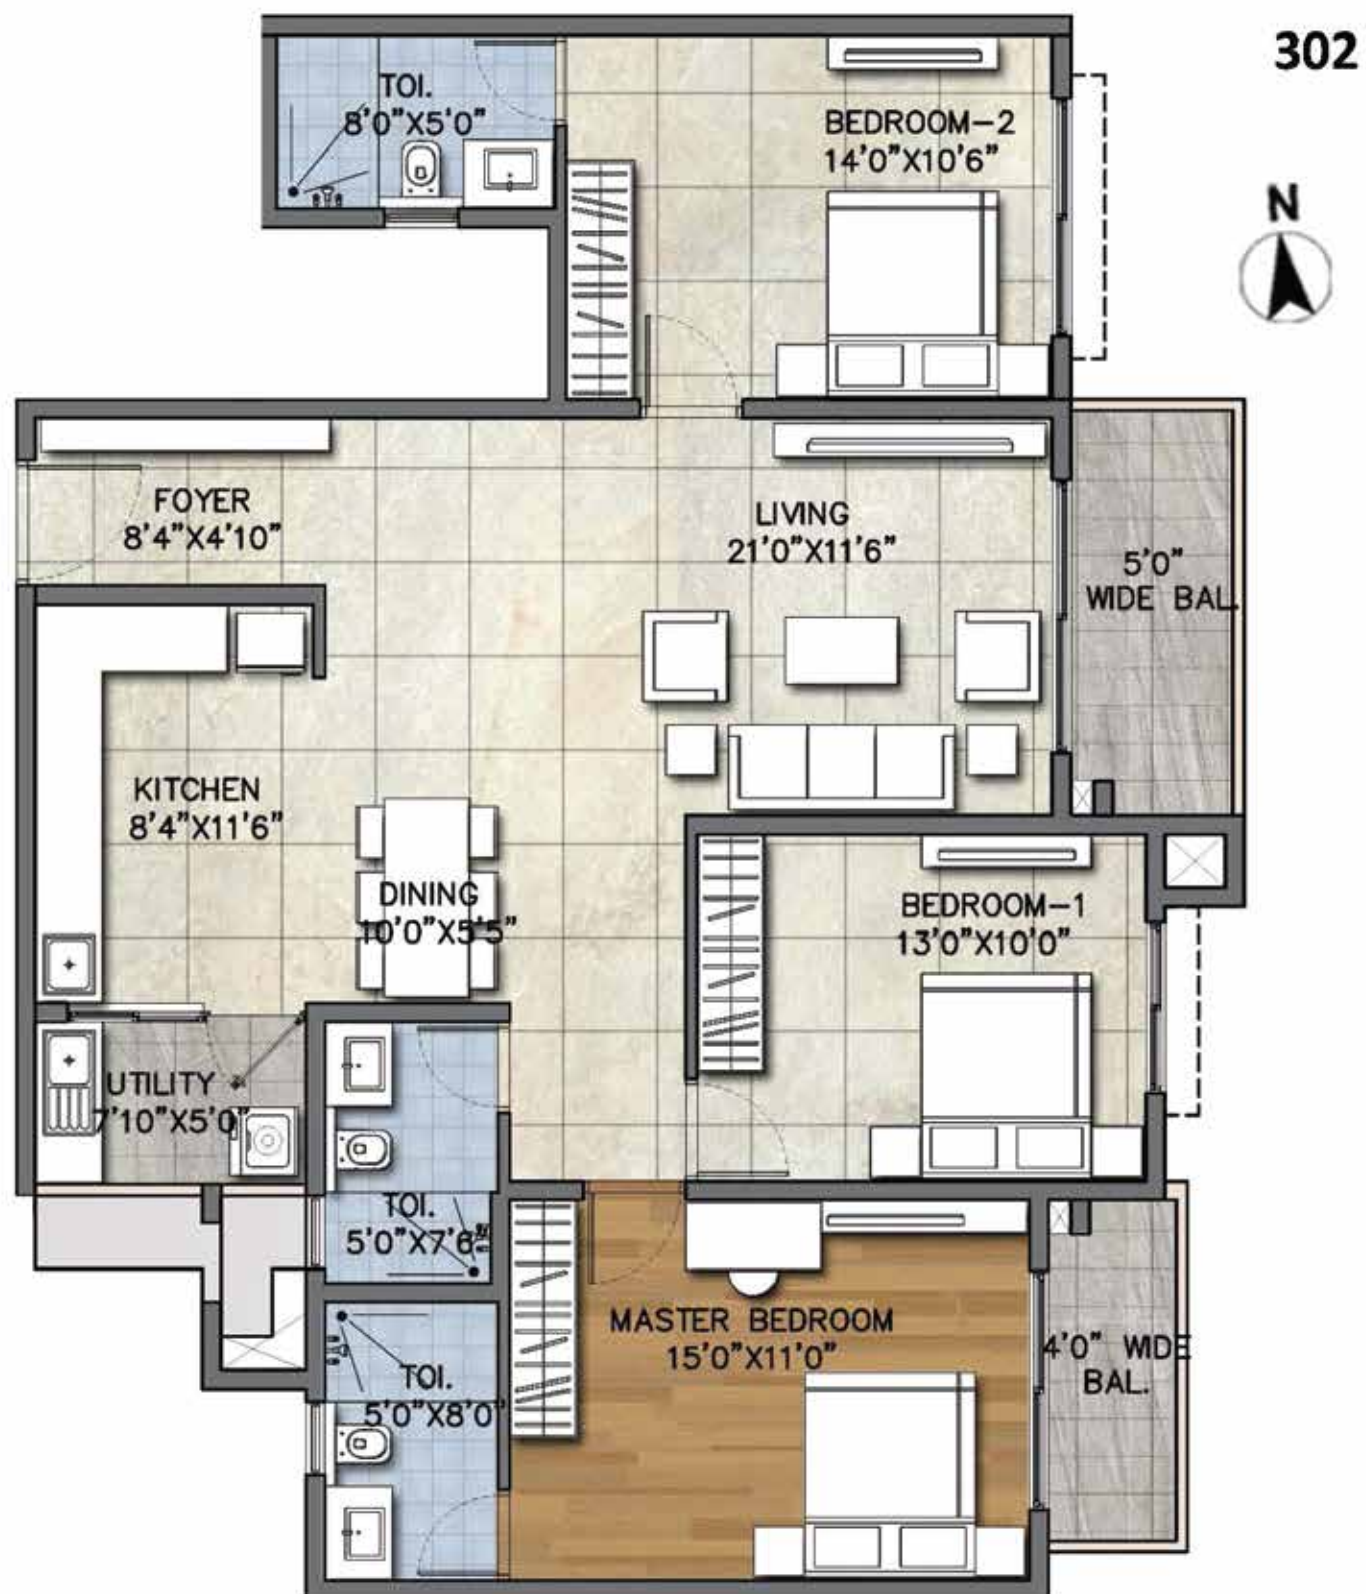 302
TOI.
8'0"X5'0"
BEDROOM-2
14'0"X10'6"
N
FOYER
8'4"X4'10"
LIVING
21'0"X11'6"
5'0"
WIDE BAL.
KITCHEN
8'4"X11'6"
DINING
10'0"X5'5"
BEDROOM-1
13'0"X10'0"
UTILITY
7'10"X5'0"
TOI.
5'0"X7'6"
MASTER BEDROOM
15'0"X11'0"
4'0" WIDE
BAL.
TOI.
5'0"X8'0"